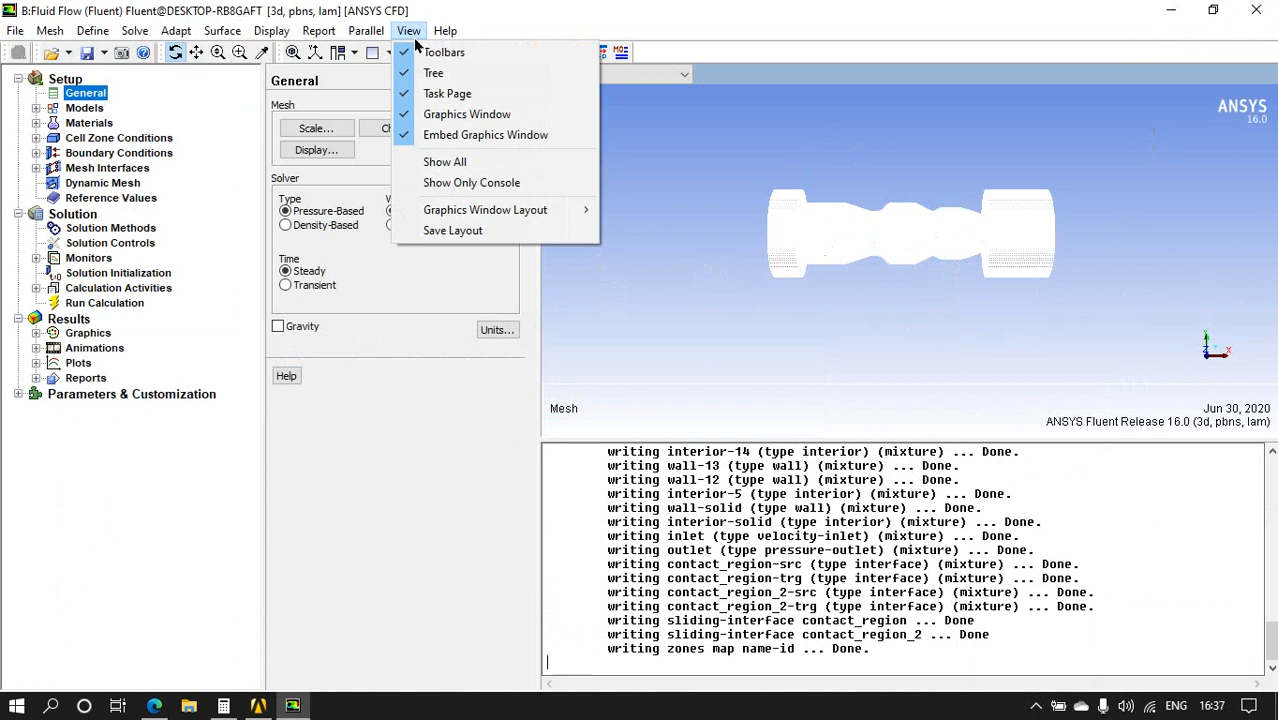 B:Fluid Flow (Fluent) Fluent@DESKTOP-RB8GAFT [3d, pbns, lam] [ANSYS CFD]
File Mesh Define Solve Adapt Surface Display Report Parallel View Help
Toolbars
Tree
Task Page
Graphics Window
Embed Graphics Window
Show All
Show Only Console
Graphics Window Layout
Save Layout
Setup
General
Models
Materials
Cell Zone Conditions
Boundary Conditions
Mesh Interfaces
Dynamic Mesh
Reference Values
Solution
Solution Methods
Solution Controls
Monitors
Solution Initialization
Calculation Activities
Run Calculation
Results
Graphics
Animations
Plots
Reports
Parameters & Customization
General
Mesh
Scale...
Display...
Solver
Type
Pressure-Based
Density-Based
Time
Steady
Transient
Gravity
Units...
Help
ANSYS
16.0
Y
X
Z
Mesh
Jun 30, 2020
ANSYS Fluent Release 16.0 (3d, pbns, lam)
writing interior-14 (type interior) (mixture) ... Done.
writing wall-13 (type wall) (mixture) ... Done.
writing wall-12 (type wall) (mixture) ... Done.
writing interior-5 (type interior) (mixture) ... Done.
writing wall-solid (type wall) (mixture) ... Done.
writing interior-solid (type interior) (mixture) ... Done.
writing inlet (type velocity-inlet) (mixture) ... Done.
writing outlet (type pressure-outlet) (mixture) ... Done.
writing contact_region-src (type interface) (mixture) ... Done.
writing contact_region-trg (type interface) (mixture) ... Done.
writing contact_region_2-src (type interface) (mixture) ... Done.
writing contact_region_2-trg (type interface) (mixture) ... Done.
writing sliding-interface contact_region ... Done
writing sliding-interface contact_region_2 ... Done
writing zones map name-id ... Done.
ENG 16:37